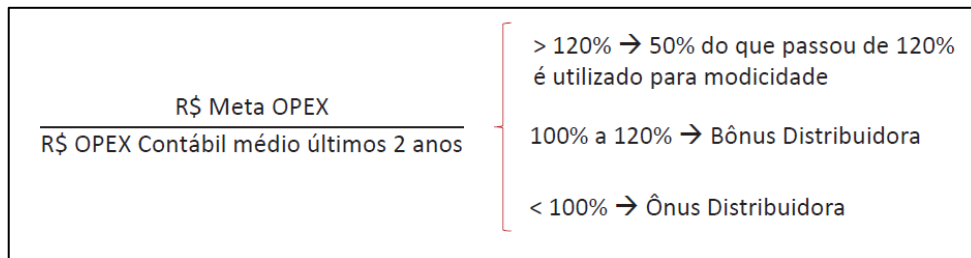 R$ Meta OPEX
R$ OPEX Contábil médio últimos 2 anos
> 120% → 50% do que passou de 120%
é utilizado para modicidade
100% a 120% → Bônus Distribuidora
< 100% → Ônus Distribuidora